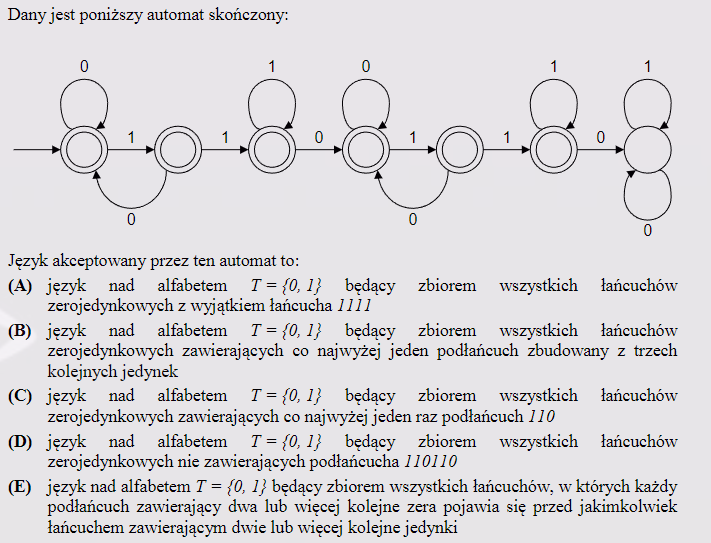 Dany jest poniższy automat skończony:
0 1 0 1 1
1 1 0 1 1 0
0 0 0
Język akceptowany przez ten automat to:
(A) język nad alfabetem T = {0, 1} będący zbiorem wszystkich łańcuchów
zerojedynkowych z wyjątkiem łańcucha 1111
(B) język nad alfabetem T = {0, 1} będący zbiorem wszystkich łańcuchów
zerojedynkowych zawierających co najwyżej jeden podłańcuch zbudowany z trzech
kolejnych jedynek
(C) język nad alfabetem T = {0, 1} będący zbiorem wszystkich łańcuchów
zerojedynkowych zawierających co najwyżej jeden raz podłańcuch 110
(D) język nad alfabetem T = {0, 1} będący zbiorem wszystkich łańcuchów
zerojedynkowych nie zawierających podłańcucha 110110
(E) język nad alfabetem T = {0, 1} będący zbiorem wszystkich łańcuchów, w których każdy
podłańcuch zawierający dwa lub więcej kolejne zera pojawia się przed jakimkolwiek
łańcuchem zawierającym dwie lub więcej kolejne jedynki